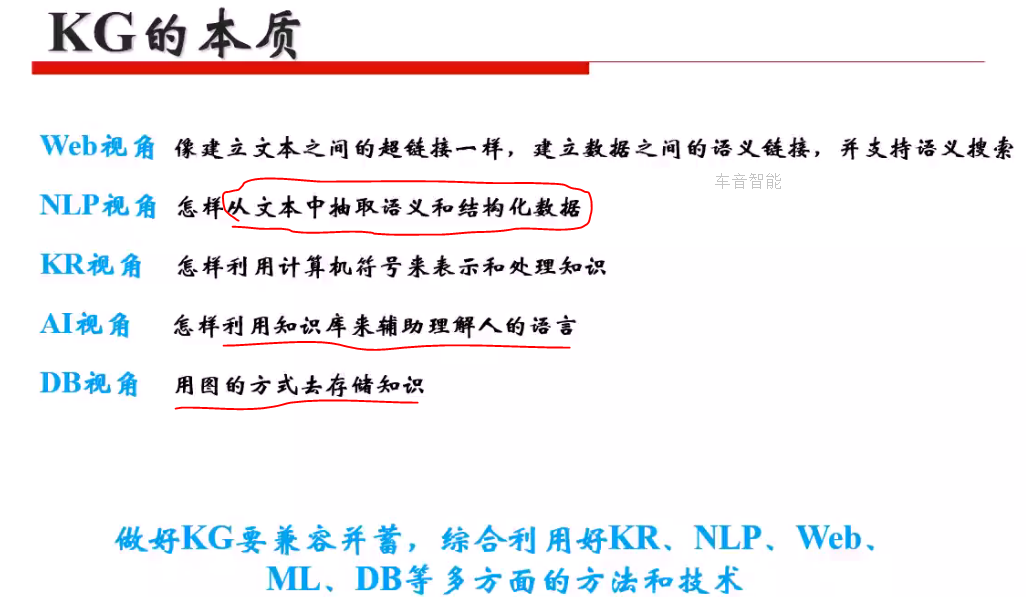 KG的本质
Web视角 像建立文本之间的超链接一样，建立数据之间的语义链接，并支持语义搜索
车音智能
NLP视角 怎样从文本中抽取语义和结构化数据
KR视角 怎样利用计算机符号来表示和处理知识
AI视角 怎样利用知识库来辅助理解人的语言
DB视角 用图的方式去存储知识
做好KG要兼容并蓄，综合利用好KR、NLP、Web、
ML、DB等多方面的方法和技术